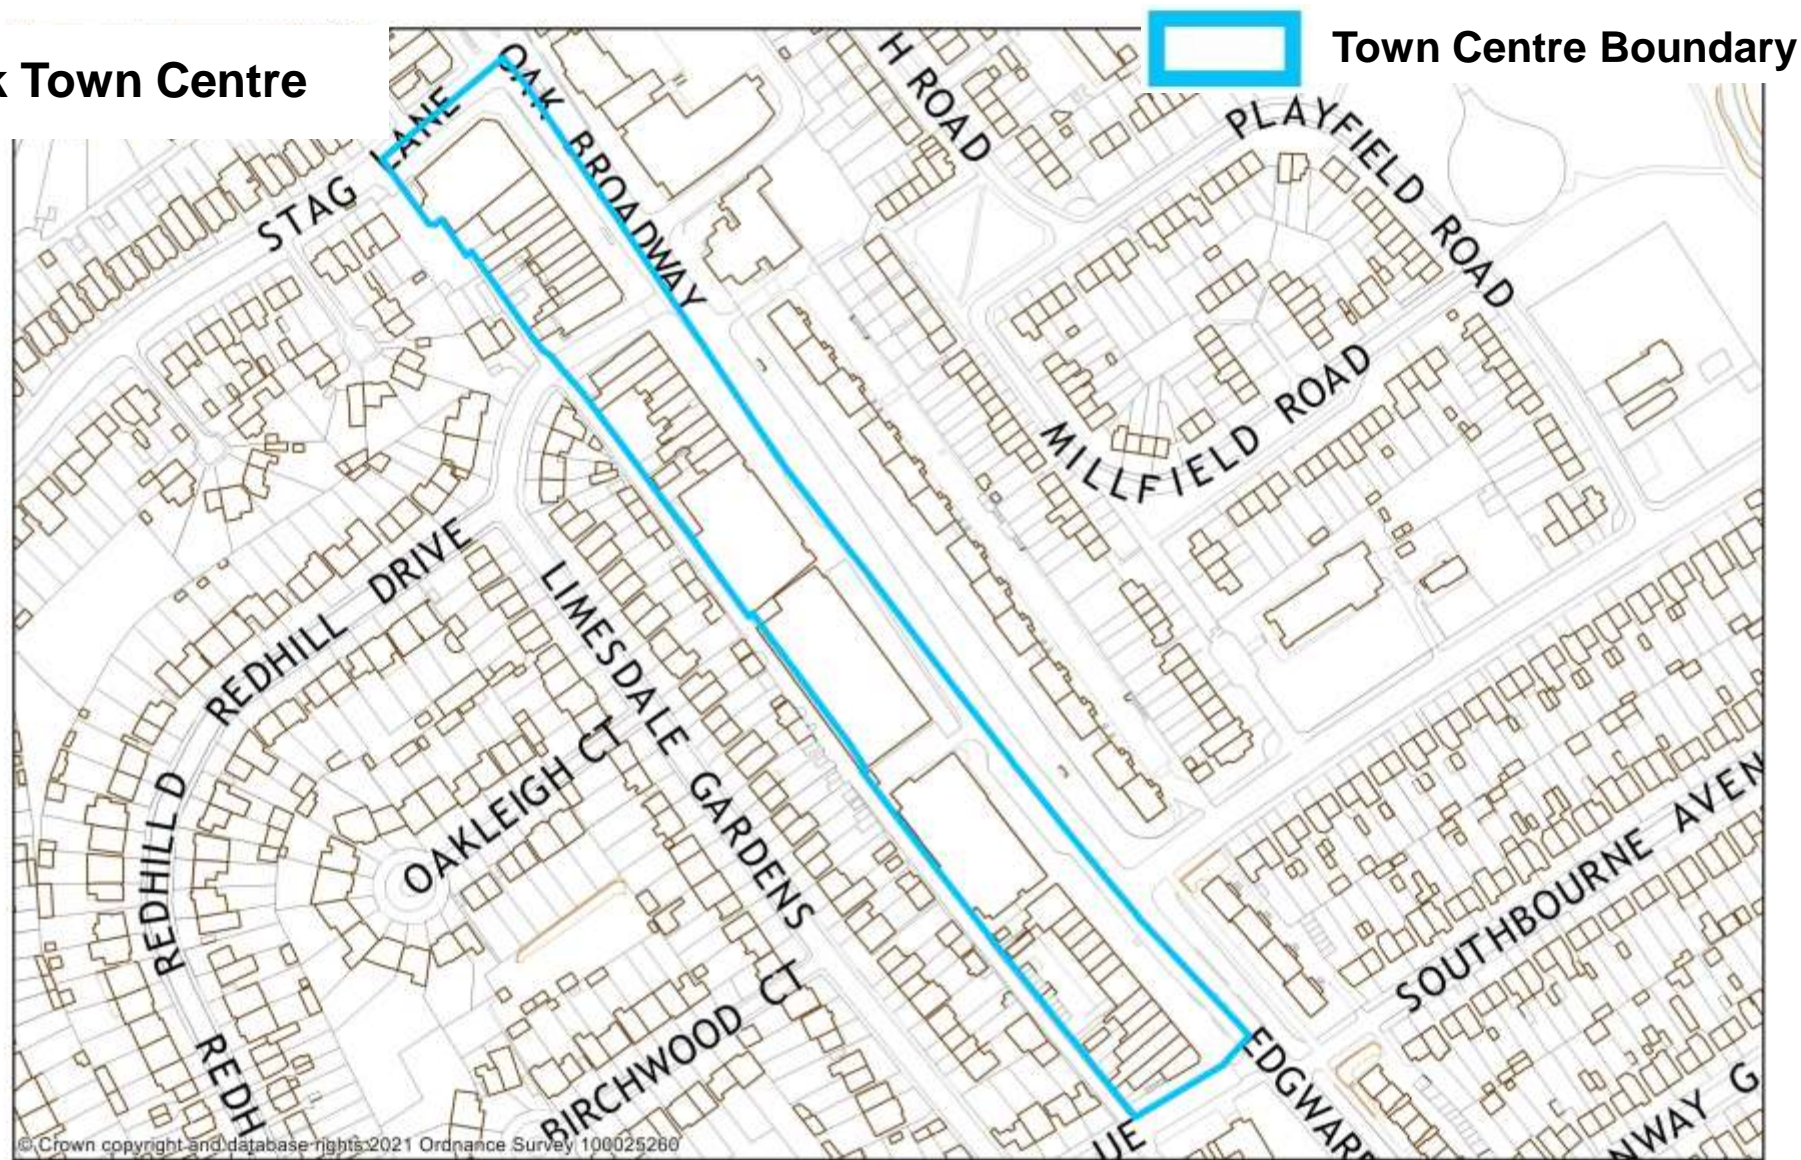 k Town Centre
Town Centre Boundary
OAK BROADWAY
H ROAD
PLAYFIELD ROAD
STAG LANE
MILLFIELD ROAD
REDHILL DRIVE
LIMESDALE GARDENS
OAKLEIGH CT
REDHILL D
SOUTHBOURNE AVEN
BIRCHWOOD CT
REDH
EDGWARE
UE
NWAY G
© Crown copyright and database rights 2021 Ordnance Survey 100025260